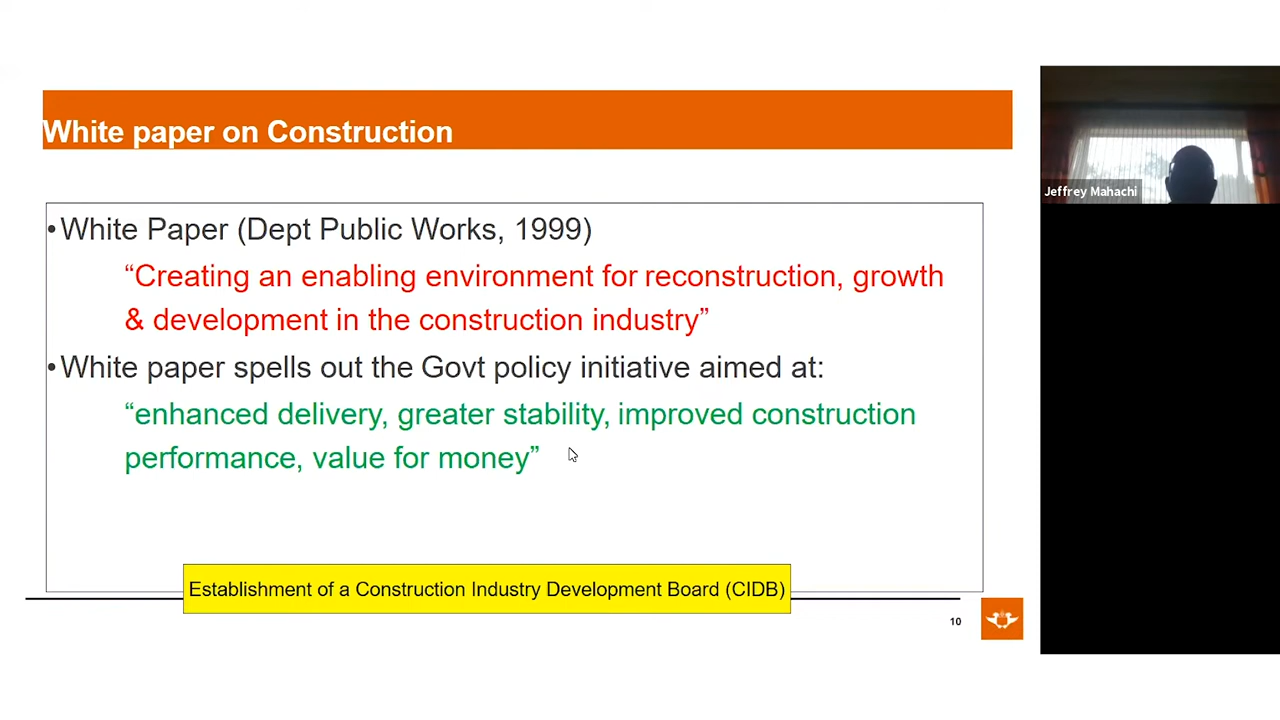 White paper on Construction
•White Paper (Dept Public Works, 1999)
“Creating an enabling environment for reconstruction, growth
& development in the construction industry”
•White paper spells out the Govt policy initiative aimed at:
“enhanced delivery, greater stability, improved construction
performance, value for money”
Establishment of a Construction Industry Development Board (CIDB)
10
Jeffrey Mahachi